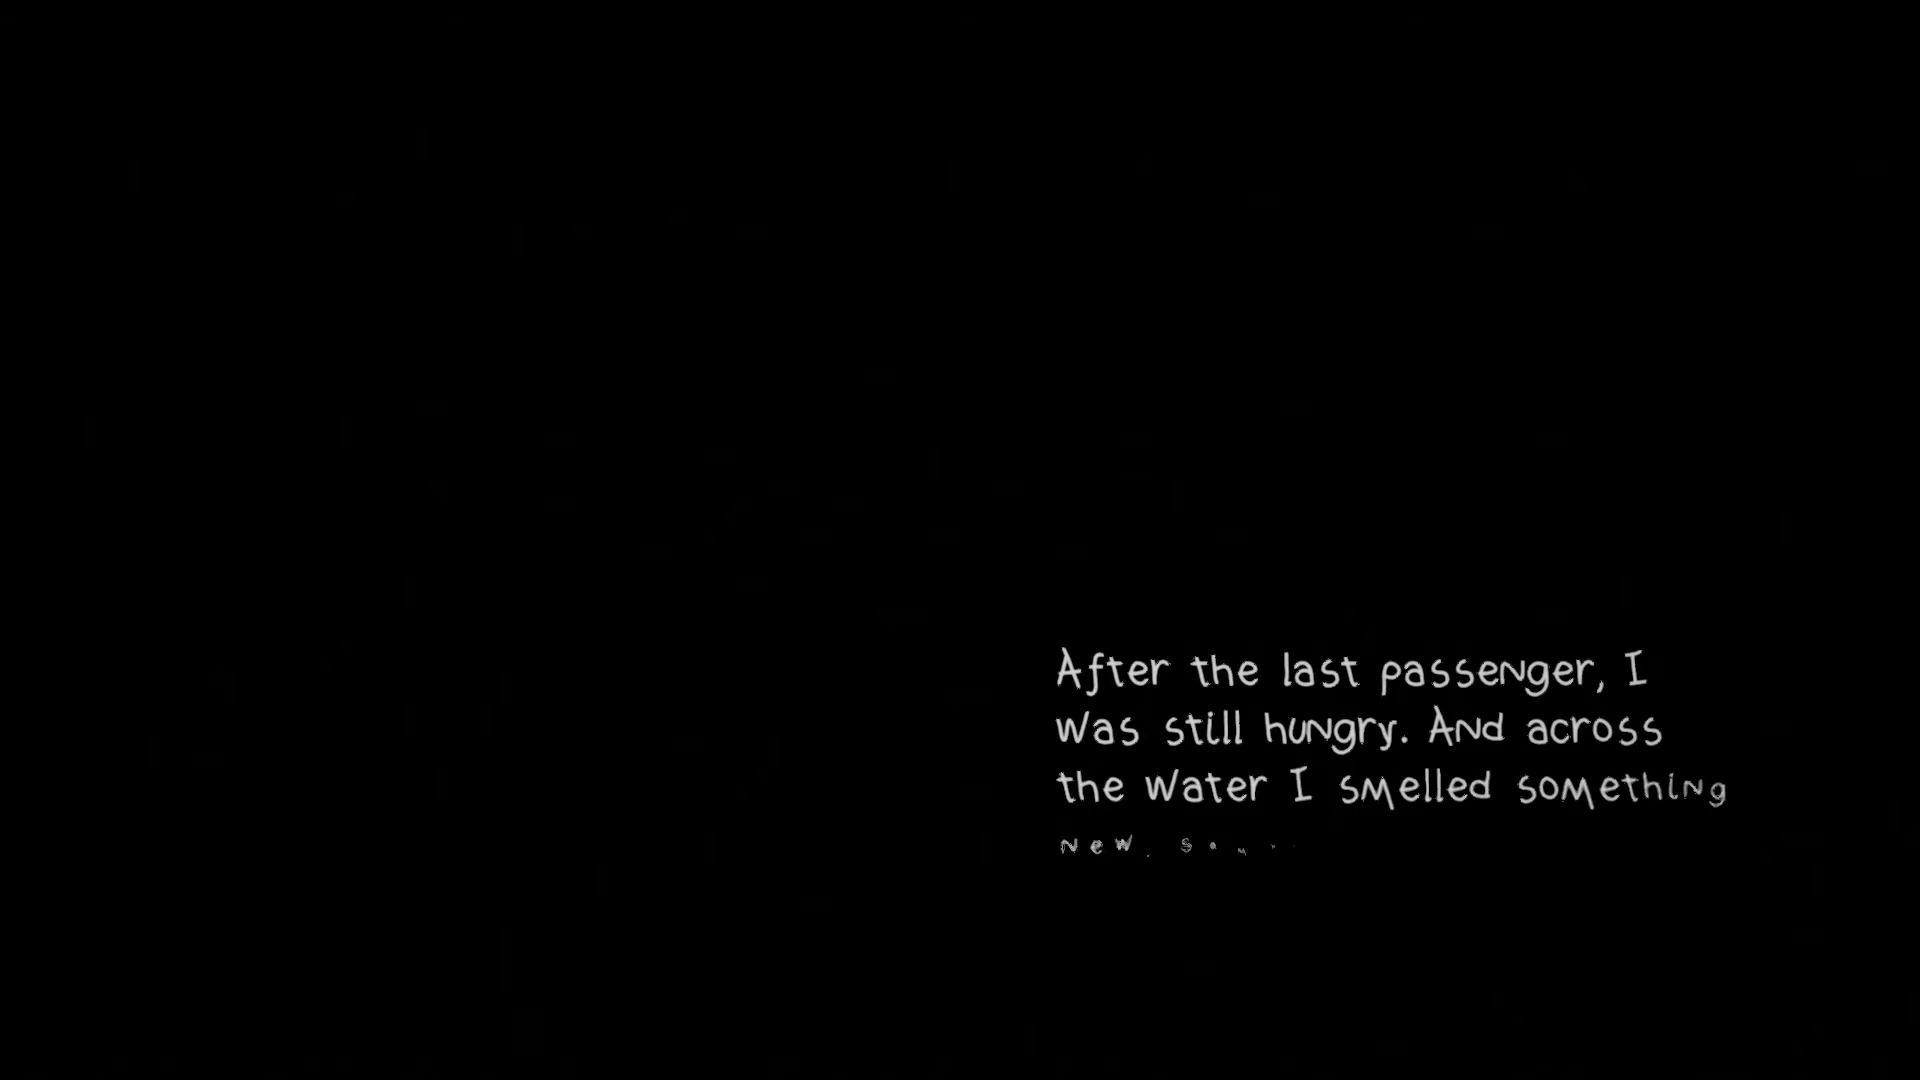 After the last passenger, I
was still hungry. And across
the water I smelled something
new.